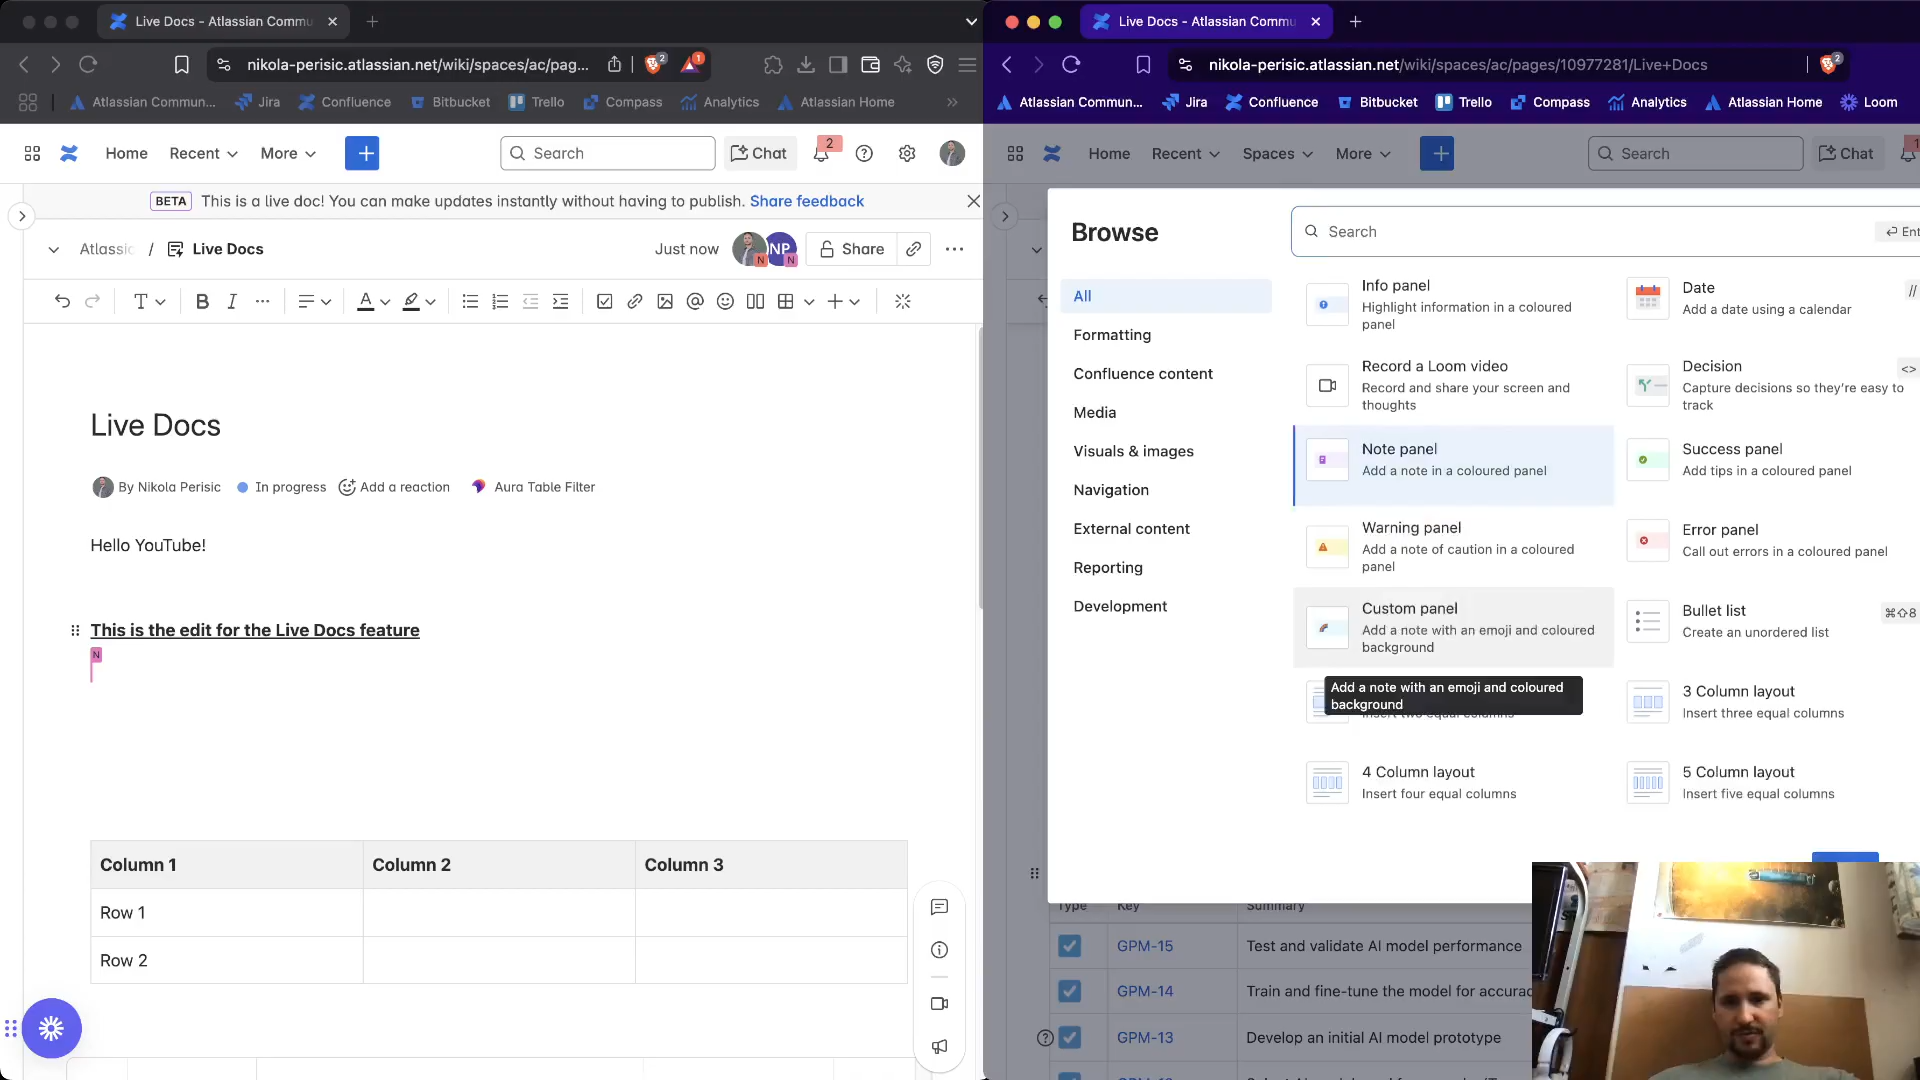 Live Docs - Atlassian Commu
nikola-perisic.atlassian.net/wiki/spaces/ac/pag...
2
1
Atlassian Commun...
Jira
Confluence
Bitbucket
Trello
Compass
Analytics
Atlassian Home
Home
Recent
More
Search
Chat
2
BETA
This is a live doc! You can make updates instantly without having to publish. Share feedback
Atlassic / Live Docs
Just now
NP
N
N
Share
Live Docs
By Nikola Perisic
In progress
Add a reaction
Aura Table Filter
Hello YouTube!
This is the edit for the Live Docs feature
N
Column 1
Column 2
Column 3
Row 1
Row 2
Live Docs - Atlassian Commu
nikola-perisic.atlassian.net/wiki/spaces/ac/pages/10977281/Live+Docs
2
Atlassian Commun...
Jira
Confluence
Bitbucket
Trello
Compass
Analytics
Atlassian Home
Loom
Home
Recent
Spaces
More
Search
Chat
1
Browse
Search
Ent
All
Formatting
Confluence content
Media
Visuals & images
Navigation
External content
Reporting
Development
Info panel
Highlight information in a coloured
panel
Date
//
Add a date using a calendar
Record a Loom video
Record and share your screen and
thoughts
Decision
<>
Capture decisions so they're easy to
track
Note panel
Add a note in a coloured panel
Success panel
Add tips in a coloured panel
Warning panel
Add a note of caution in a coloured
panel
Error panel
Call out errors in a coloured panel
Custom panel
Add a note with an emoji and coloured
background
Bullet list
⌘⇧8
Create an unordered list
Add a note with an emoji and coloured
background
Insert two equal columns
3 Column layout
Insert three equal columns
4 Column layout
Insert four equal columns
5 Column layout
Insert five equal columns
Type
Key
Summary
GPM-15
Test and validate AI model performance
GPM-14
Train and fine-tune the model for accurac
GPM-13
Develop an initial AI model prototype